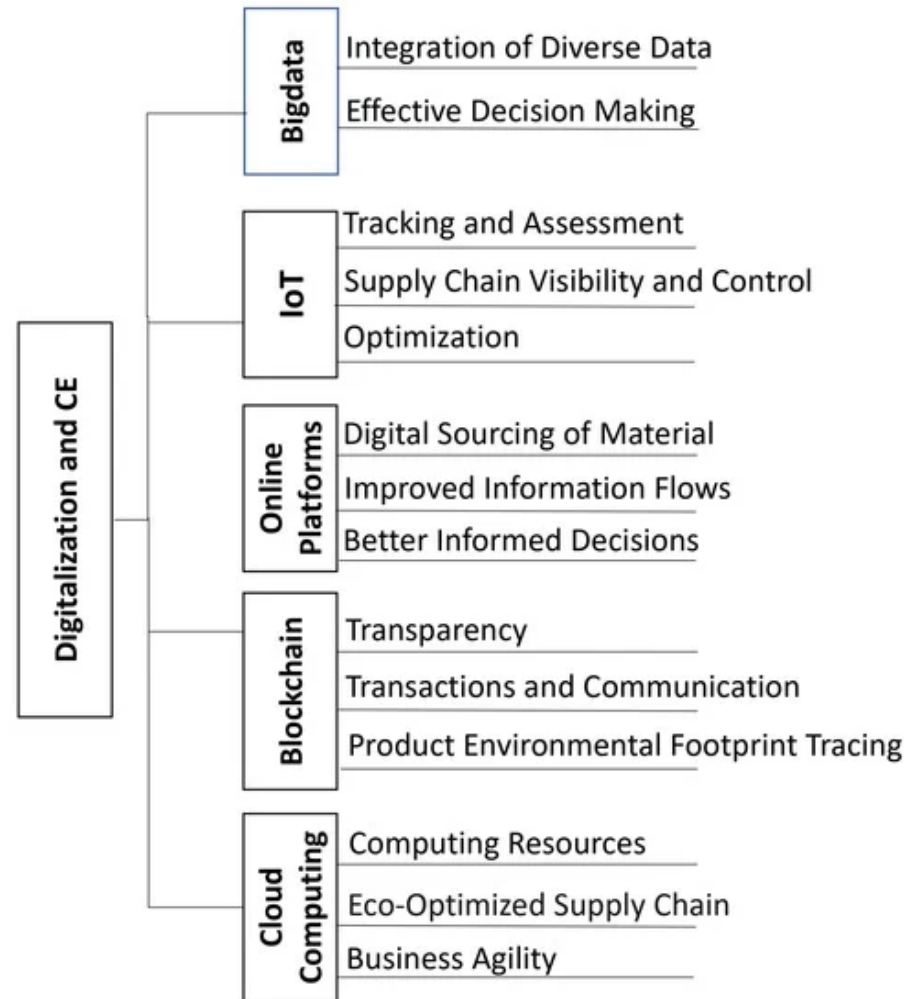 Digitalization and CE
Bigdata
Integration of Diverse Data
Effective Decision Making
IoT
Tracking and Assessment
Supply Chain Visibility and Control
Optimization
Online
Platforms
Digital Sourcing of Material
Improved Information Flows
Better Informed Decisions
Blockchain
Transparency
Transactions and Communication
Product Environmental Footprint Tracing
Cloud
Computing
Computing Resources
Eco-Optimized Supply Chain
Business Agility